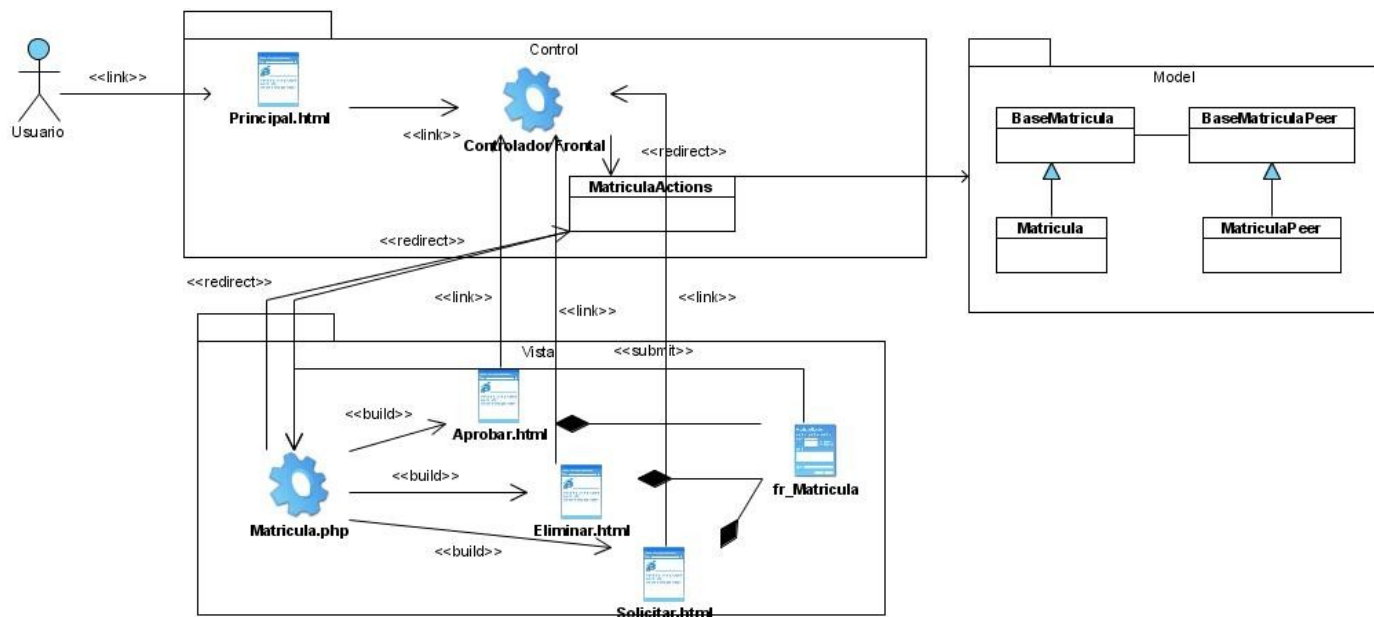 Control
<<link>>
Usuario
Principal.html
<<link>>
Controlador Frontal
<<redirect>>
MatriculaActions
Model
BaseMatricula
BaseMatriculaPeer
Matricula
MatriculaPeer
<<redirect>>
<<redirect>>
<<link>>
<<link>>
<<link>>
Vista
<<submit>>
<<build>>
Aprobar.html
<<build>>
fr_Matricula
Matricula.php
Eliminar.html
<<build>>
Solicitar.html